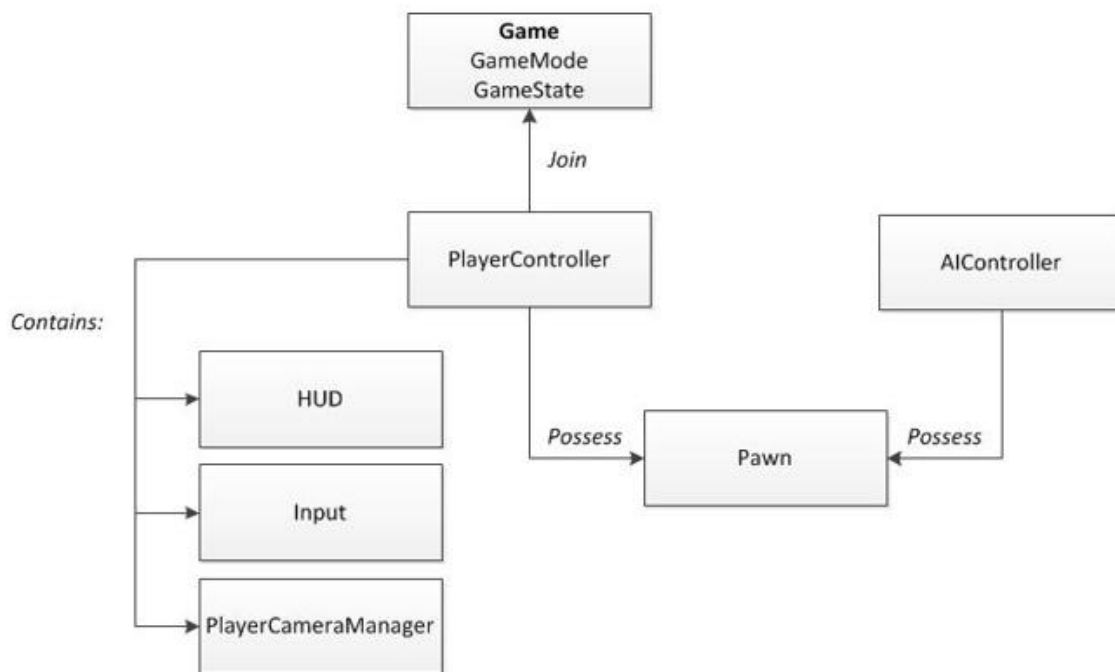 Game
GameMode
GameState
Join
PlayerController
AIController
Contains:
HUD
Possess
Possess
Pawn
Input
PlayerCameraManager